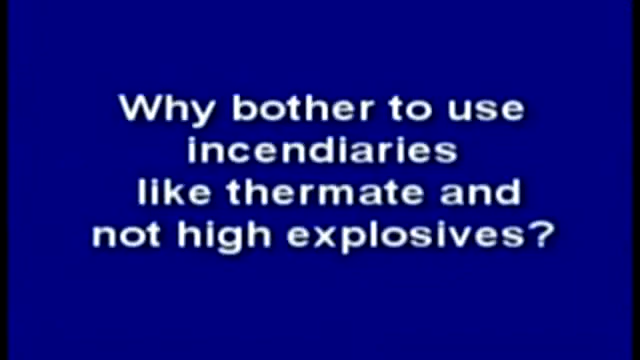 Why bother to use
incendiaries
like thermate and
not high explosives?